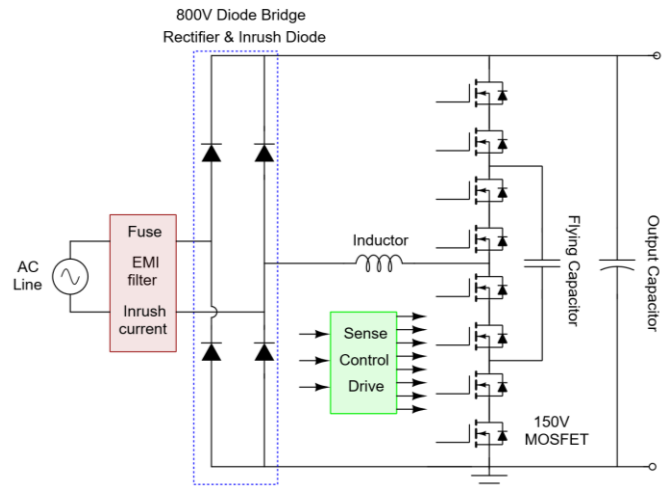 800V Diode Bridge
Rectifier & Inrush Diode
AC
Line
Fuse
EMI
filter
Inrush
current
Inductor
Sense
Control
Drive
Flying Capacitor
Output Capacitor
150V
MOSFET